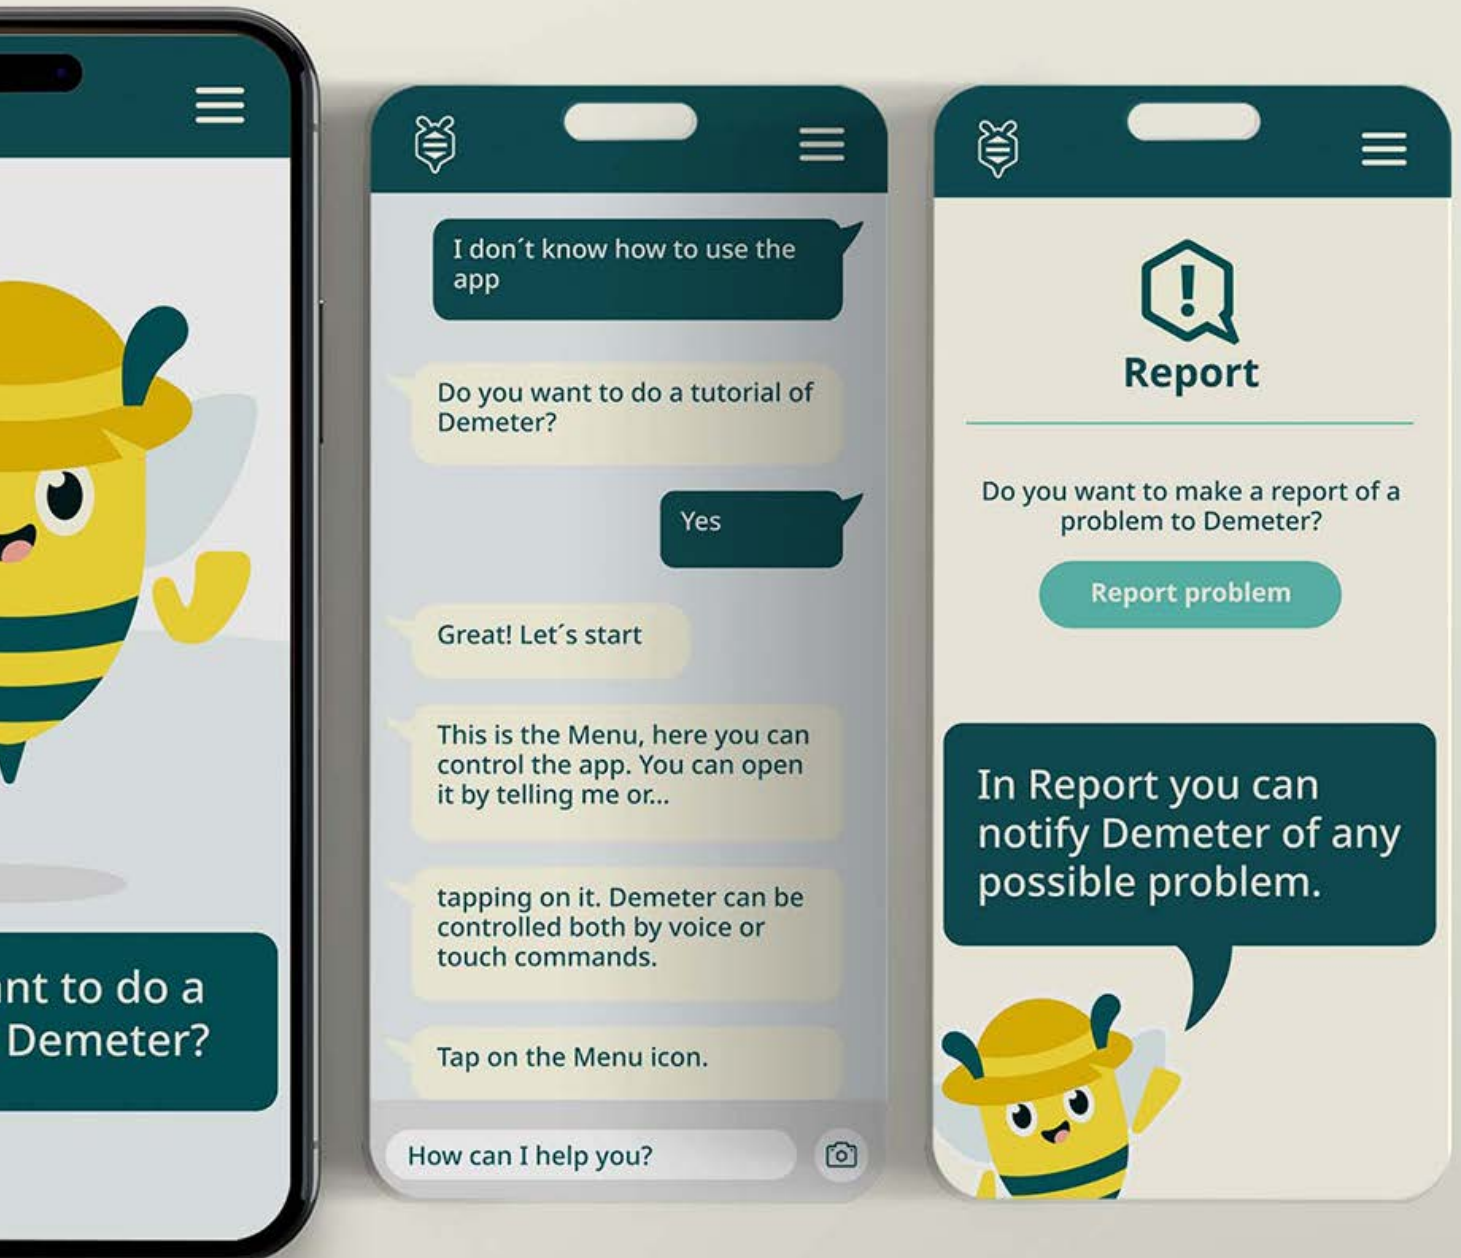 ant to do a
Demeter?
I don´t know how to use the
app
Do you want to do a tutorial of
Demeter?
Yes
Great! Let´s start
This is the Menu, here you can
control the app. You can open
it by telling me or...
tapping on it. Demeter can be
controlled both by voice or
touch commands.
Tap on the Menu icon.
How can I help you?
Report
Do you want to make a report of a
problem to Demeter?
Report problem
In Report you can
notify Demeter of any
possible problem.